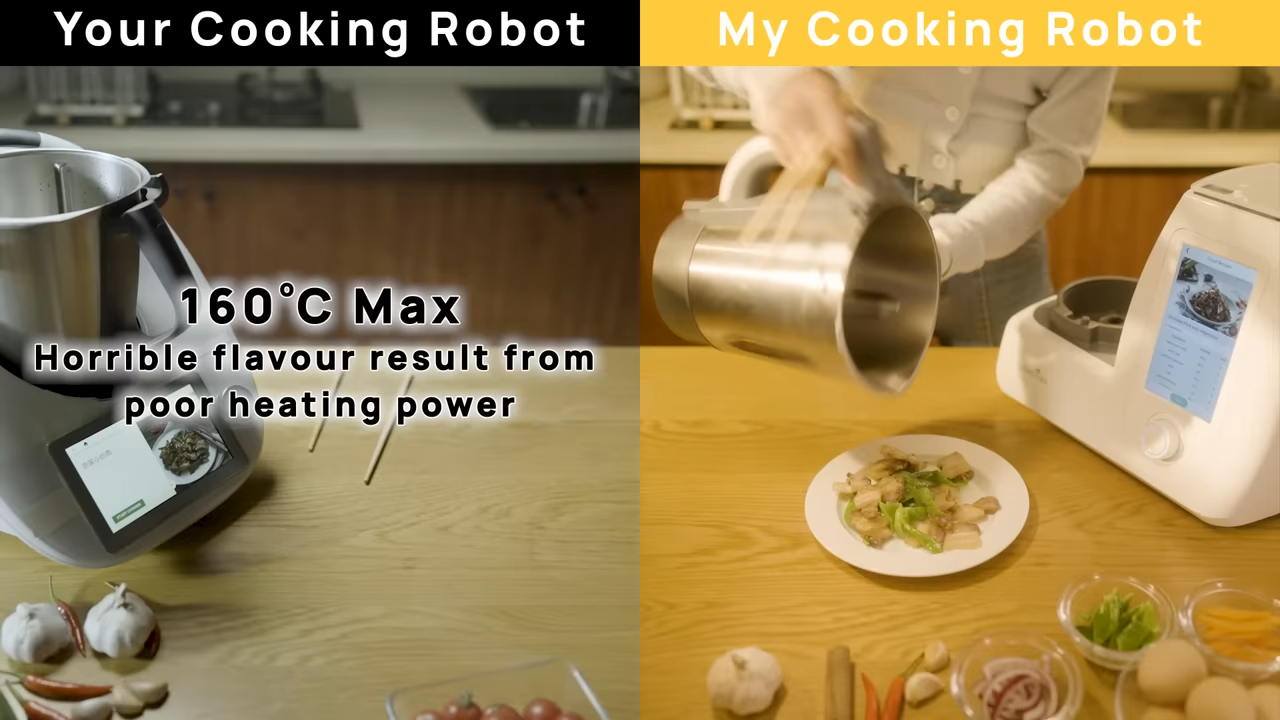 Your Cooking Robot
My Cooking Robot
160°C Max
Horrible flavour result from
poor heating power